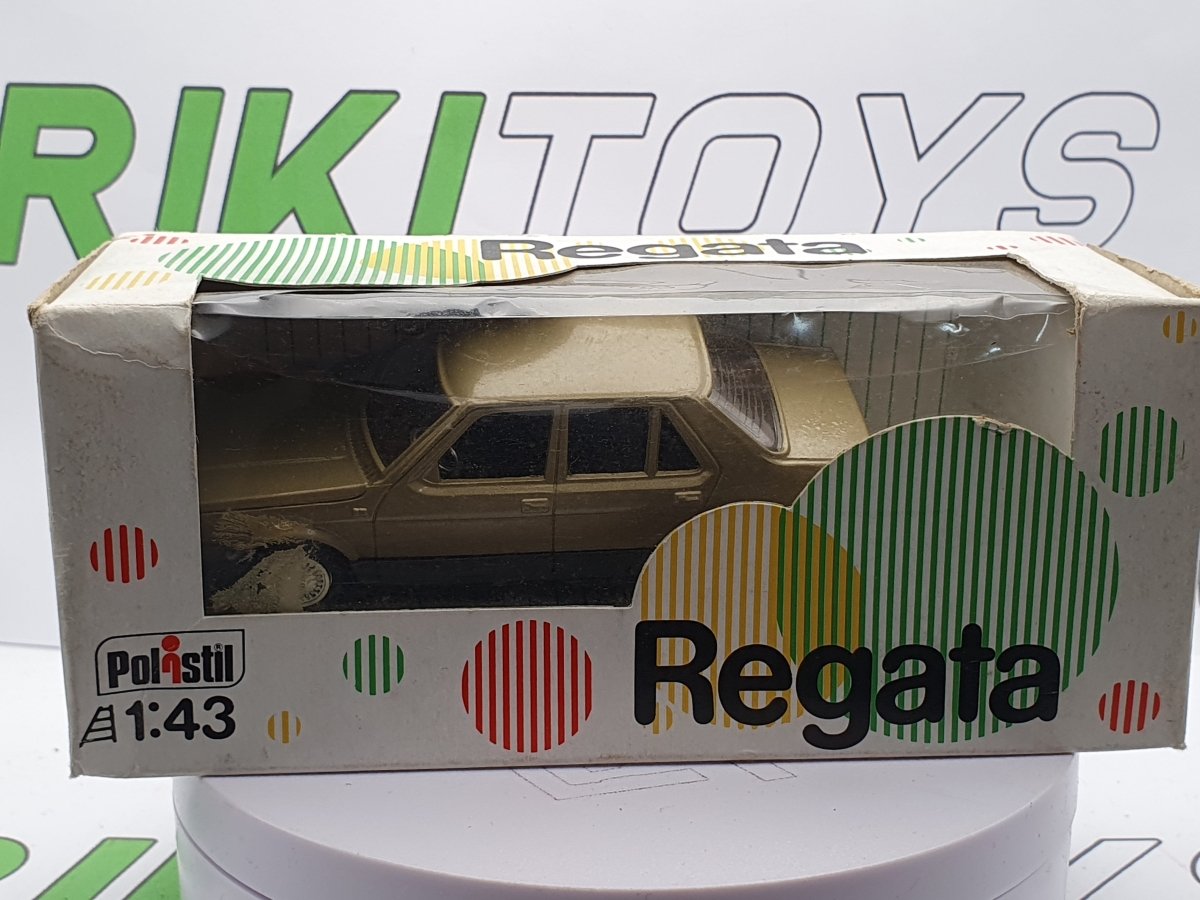 RIKITOYS
Regata
Polistil®
1:43
Regata